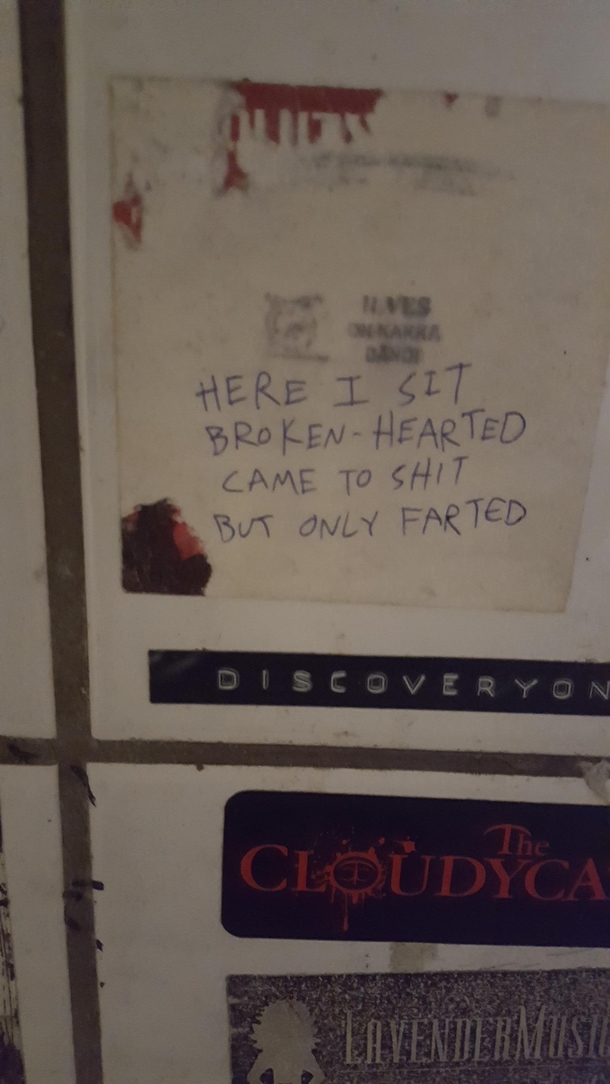 HERE I SIT
BROKEN-HEARTED
CAME TO SHIT
BUT ONLY FARTED
DISCOVERYON
The
CLOUDYCA
LAVENDERMUSI